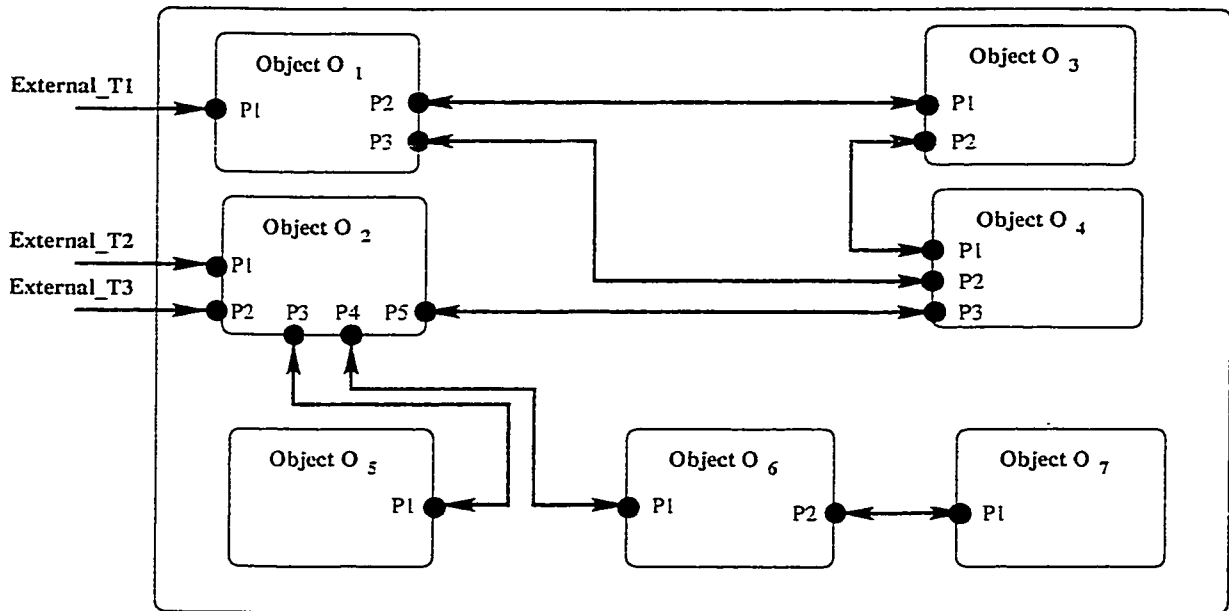 Object O 1
External_T1
P1
P2
P3
Object O 3
P1
P2
Object O 2
External_T2
External_T3
P1
P2
P3
P4
P5
Object O 4
P1
P2
P3
Object O 5
P1
Object O 6
P1
P2
Object O 7
P1